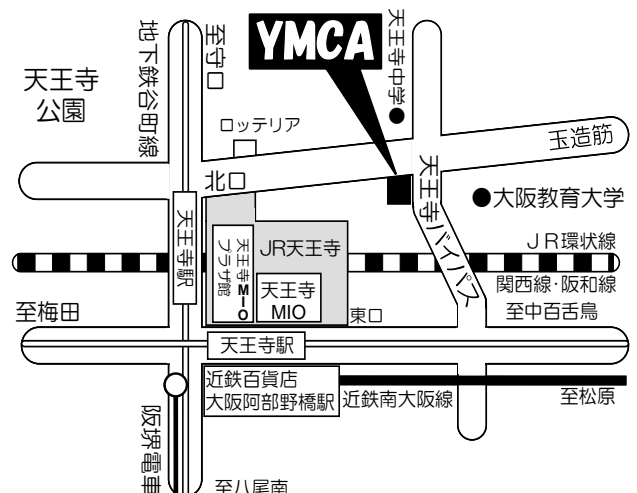 地下鉄谷町線
至守口
YMCA
天王寺中学
天王寺
公園
ロッテリア
玉造筋
北口
天王寺バイパス
大阪教育大学
天王寺駅
天王寺MIO
プラザ館
JR天王寺
JR環状線
天王寺
MIO
関西線・阪和線
至梅田
東口
至中百舌鳥
天王寺駅
近鉄百貨店
大阪阿部野橋駅
近鉄南大阪線
至松原
阪堺電車
至八尾南